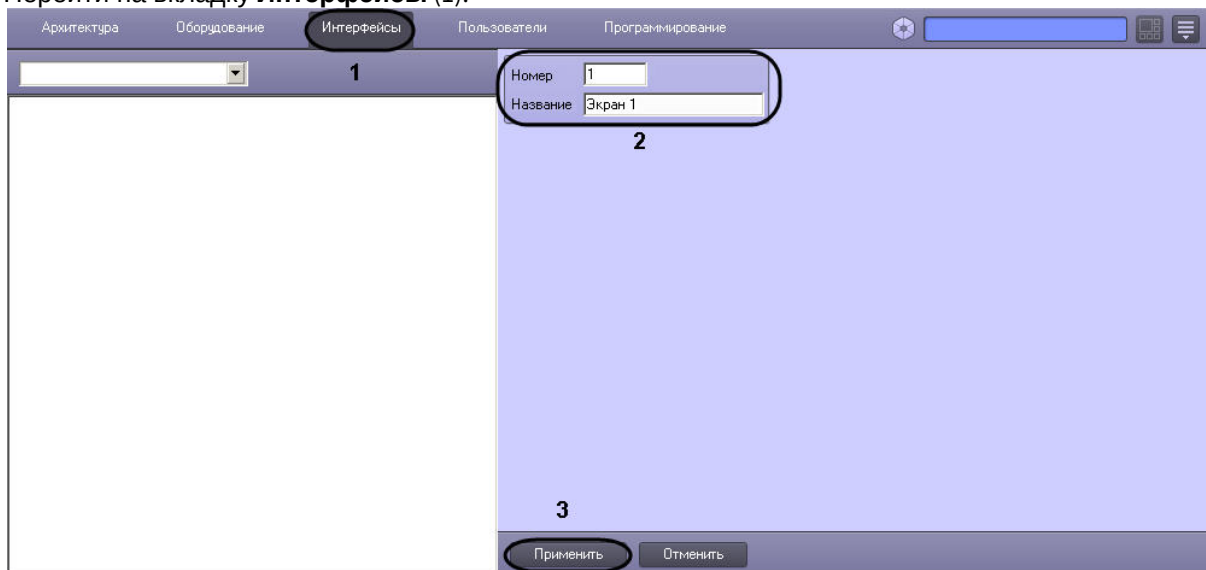 Перейти на вкладку Интерфейсы (1).
Архитектура Оборудование Интерфейсы Пользователи Программирование
1
Номер 1
Название Экран 1
2
3
Применить Отменить